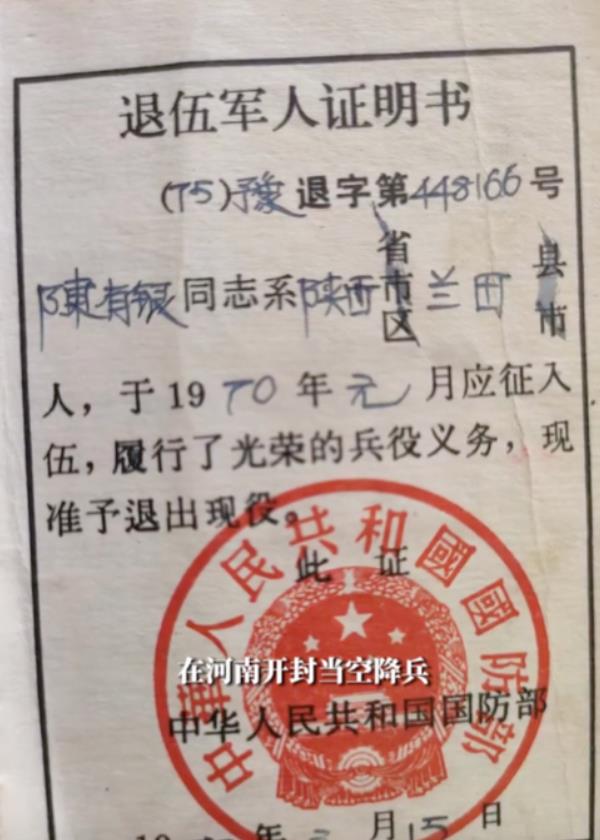 退伍军人证明书
(75)豫退字第448166号
陳有银同志系陕西省市区兰田县市
人，于1970年元月应征入
伍，履行了光荣的兵役义务，现
准予退出现役。
此证
中华人民共和国国防部
中華人民共和國國防部
在河南开封当空降兵
年 月15日